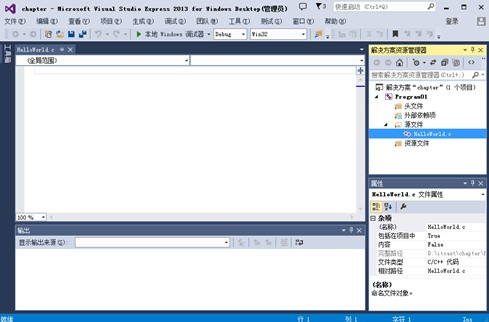 chapter - Microsoft Visual Studio Express 2013 for Windows Desktop(管理员)
3
快速启动 (Ctrl+Q)
文件(F) 编辑(E) 视图(V) 项目(P) 生成(B) 调试(D) 团队(M) 工具(T) 测试(S) 窗口(W) 帮助(H)
登录
本地 Windows 调试器 Debug Win32
工具箱
HelloWorld.c
(全局范围)
100 %
输出
显示输出来源(S):
解决方案资源管理器
搜索解决方案资源管理器(Ctrl+;)
解决方案"chapter"(1 个项目)
Program01
头文件
外部依赖项
源文件
HelloWorld.c
资源文件
属性
HelloWorld.c 文件属性
杂项
(名称) HelloWorld.c
包括在项目中 True
内容 False
完整路径
文件类型 C/C++ 代码
相对路径 HelloWorld.c
(名称)
命名文件对象。
就绪 行 1 列 1 字符 1 Ins